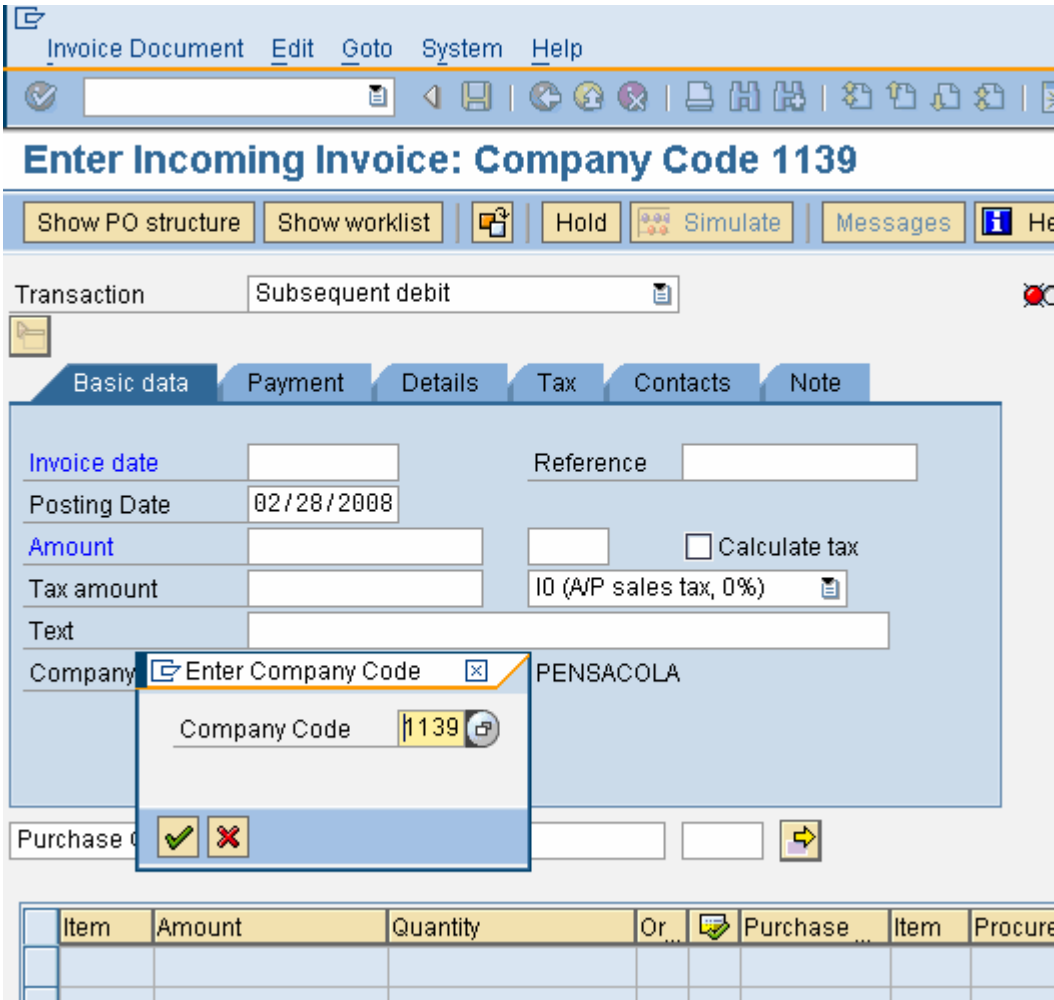 Invoice Document Edit Goto System Help
Enter Incoming Invoice: Company Code 1139
Show PO structure Show worklist Hold Simulate Messages He
Transaction Subsequent debit
Basic data Payment Details Tax Contacts Note
Invoice date Reference
Posting Date 02/28/2008
Amount Calculate tax
Tax amount I0 (A/P sales tax, 0%)
Text
Company PENSACOLA
Enter Company Code
Company Code 1139
Purchase
Item Amount Quantity Or... Purchase ... Item Procure